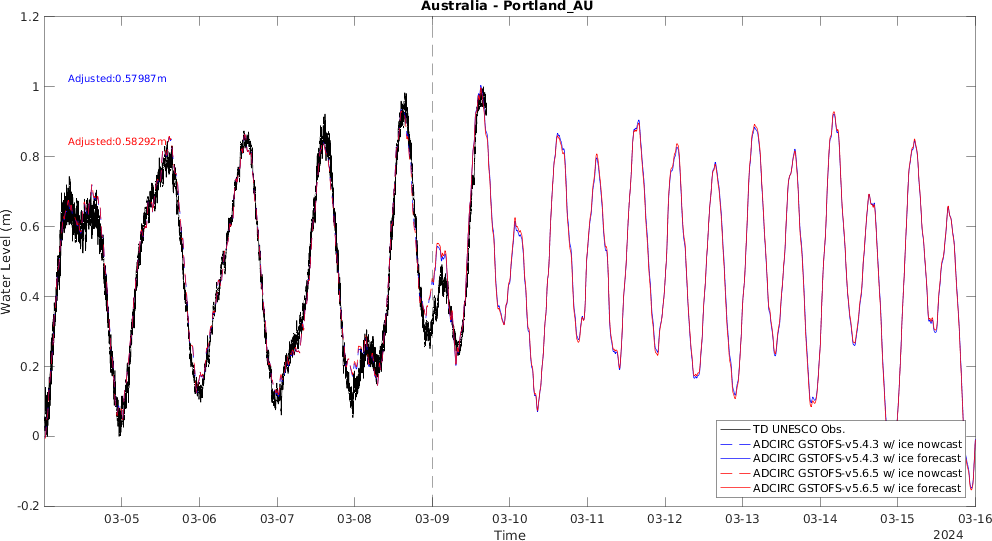 Australia - Portland_AU
1.2
1
0.8
0.6
0.4
0.2
0
-0.2
Water Level (m)
Adjusted:0.57987m
Adjusted:0.58292m
TD UNESCO Obs.
ADCIRC GSTOFS-v5.4.3 w/ ice nowcast
ADCIRC GSTOFS-v5.4.3 w/ ice forecast
ADCIRC GSTOFS-v5.6.5 w/ ice nowcast
ADCIRC GSTOFS-v5.6.5 w/ ice forecast
03-05 03-06 03-07 03-08 03-09 03-10 03-11 03-12 03-13 03-14 03-15 03-16
Time
2024